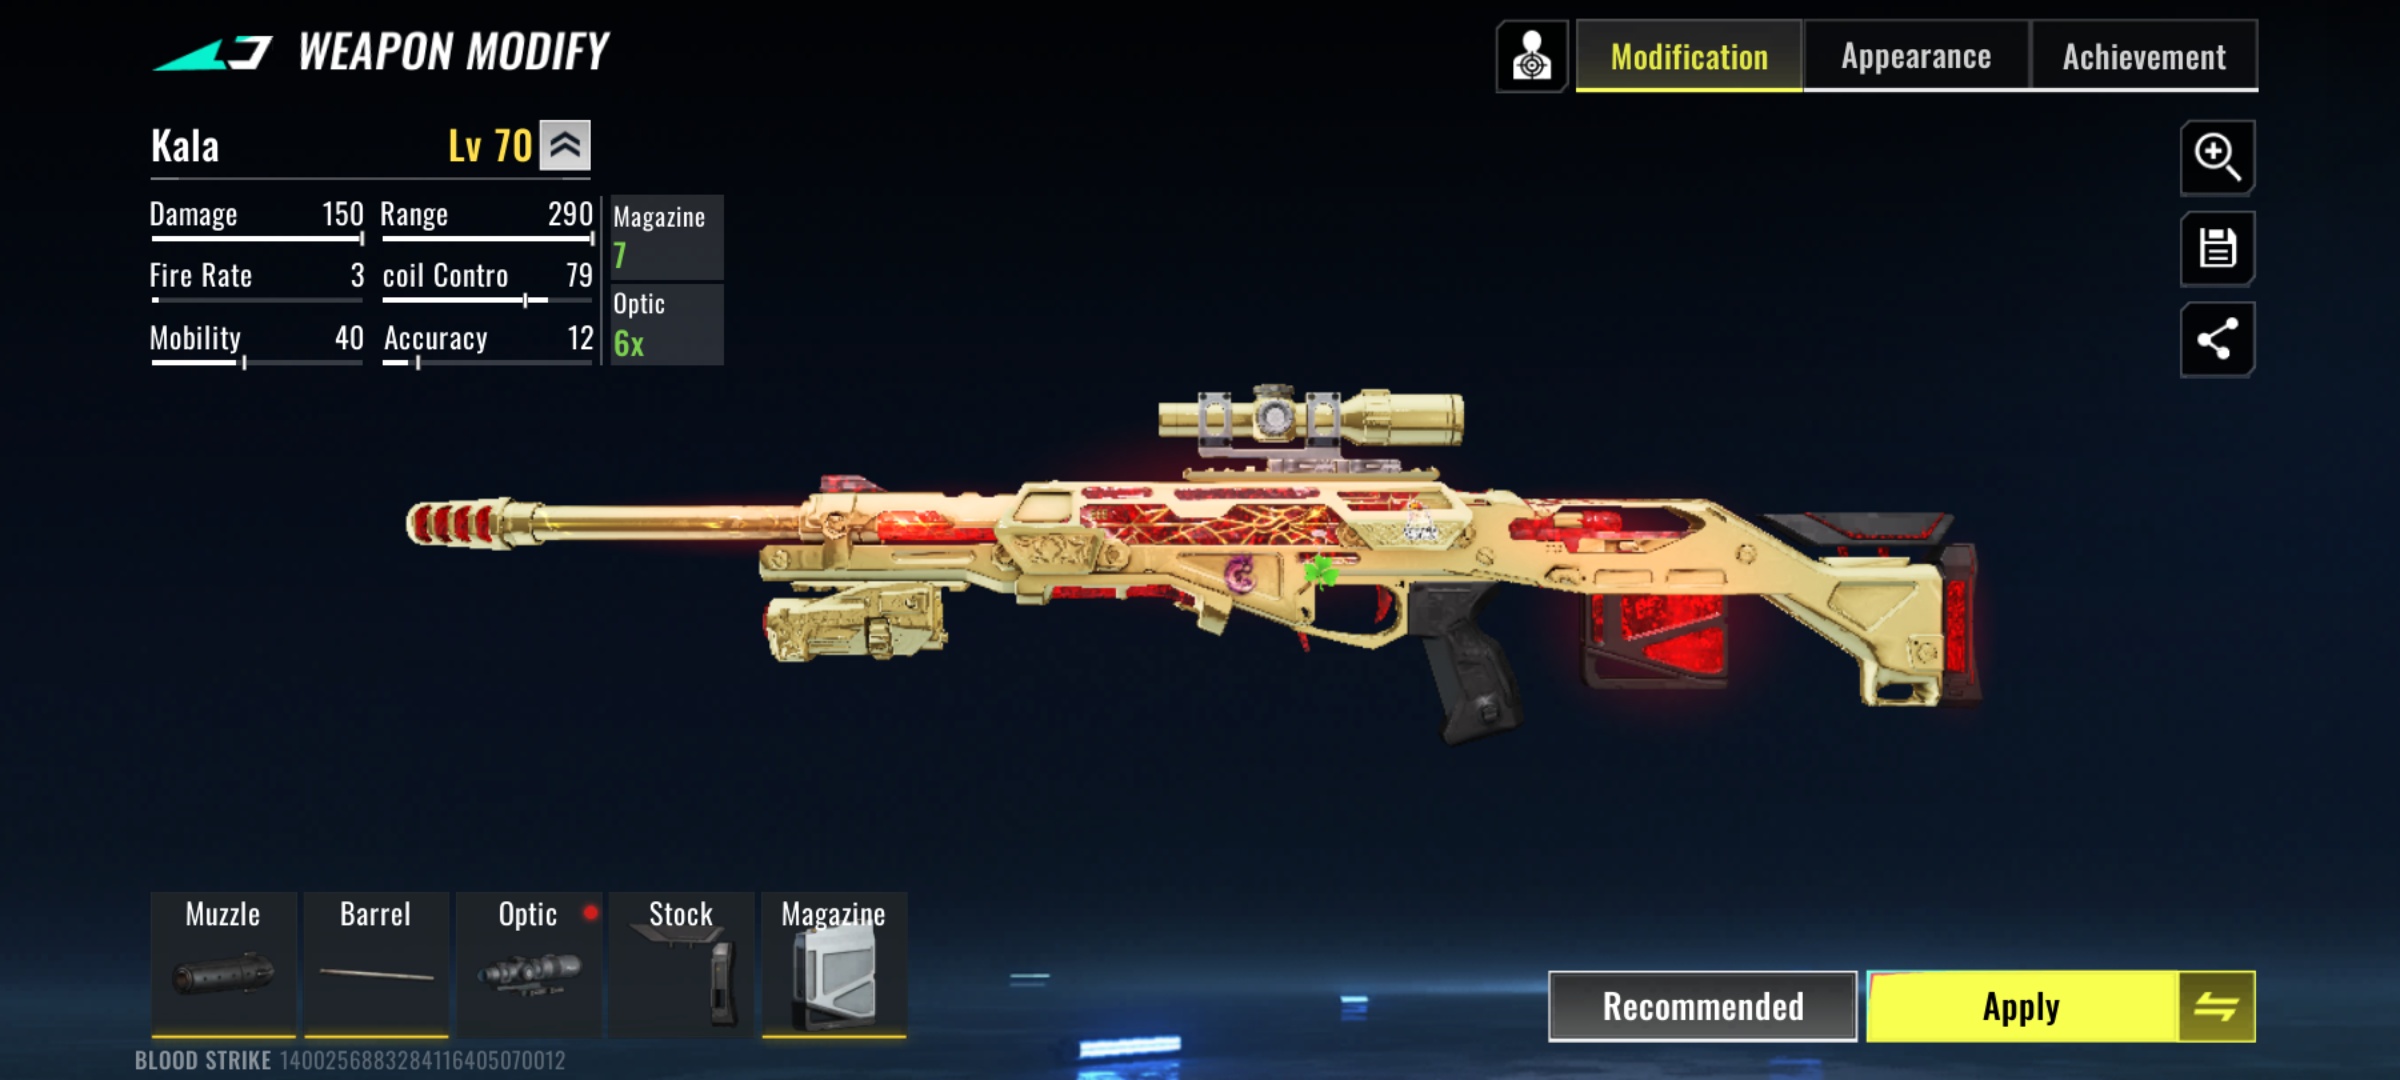 WEAPON MODIFY
Modification
Appearance
Achievement
Kala
Lv 70
Damage 150
Range 290
Magazine
7
Fire Rate 3
coil Contro 79
Optic
6x
Mobility 40
Accuracy 12
Muzzle
Barrel
Optic
Stock
Magazine
Recommended
Apply
BLOOD STRIKE 1400256883284116405070012